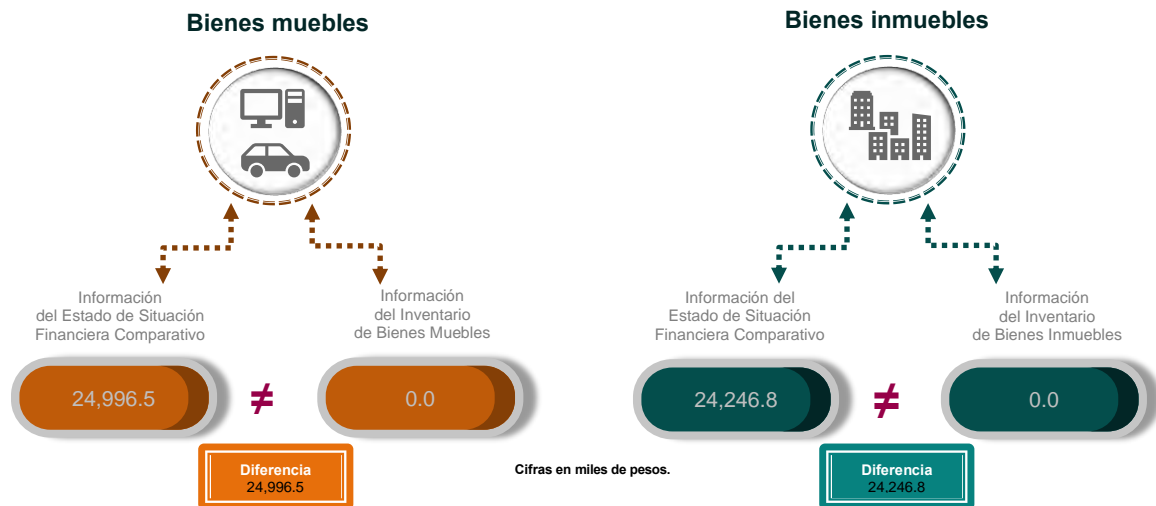 Bienes muebles
Información
del Estado de Situación
Financiera Comparativo
Información
del Inventario
de Bienes Muebles
24,996.5
≠
0.0
Diferencia
24,996.5
Cifras en miles de pesos.
Bienes inmuebles
Información del
Estado de Situación
Financiera Comparativo
Información
del Inventario
de Bienes Inmuebles
24,246.8
≠
0.0
Diferencia
24,246.8